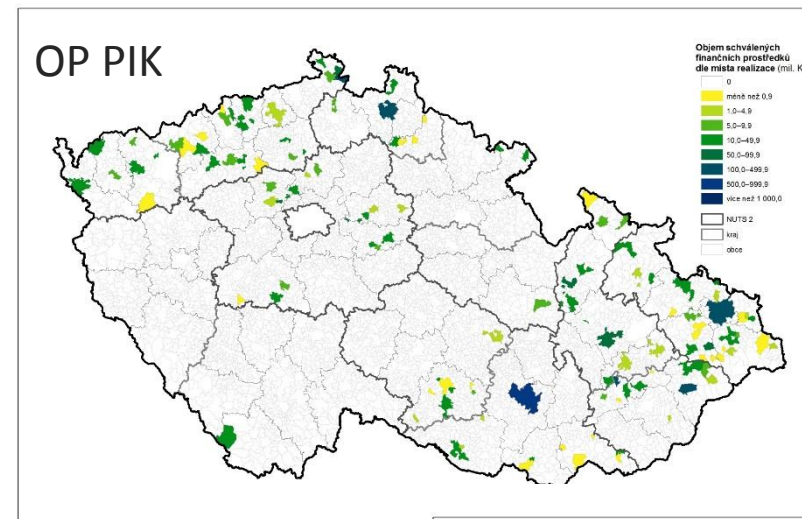 OP PIK
Objem schválených
finančních prostředků
dle místa realizace (mil. K
0
méně než 0,9
1,0–4,9
5,0–9,9
10,0–49,9
50,0–99,9
100,0–499,9
500,0–999,9
více než 1 000,0
NUTS 2
kraj
obce